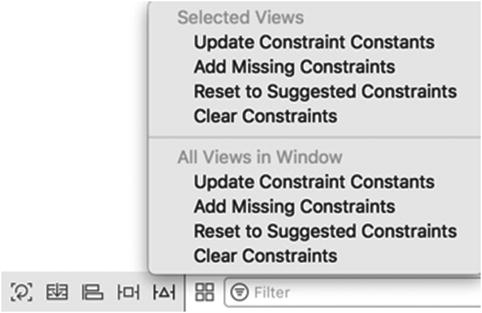 Selected Views
Update Constraint Constants
Add Missing Constraints
Reset to Suggested Constraints
Clear Constraints
All Views in Window
Update Constraint Constants
Add Missing Constraints
Reset to Suggested Constraints
Clear Constraints
Filter